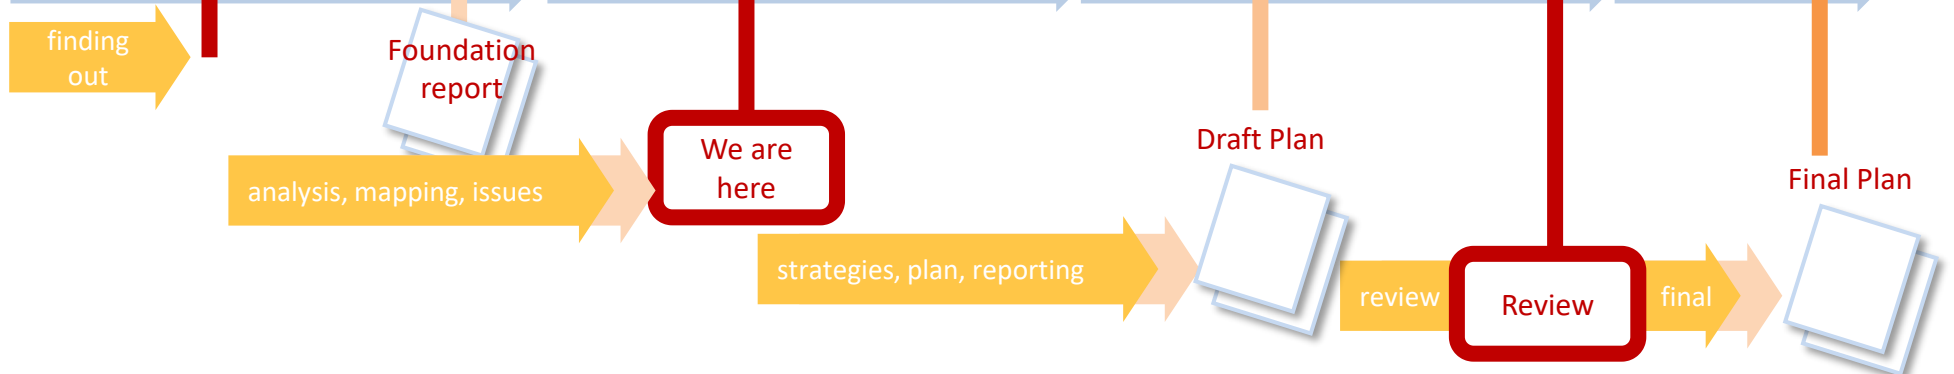 finding
out
Foundation
report
analysis, mapping, issues
We are
here
strategies, plan, reporting
Draft Plan
review
Review
final
Final Plan